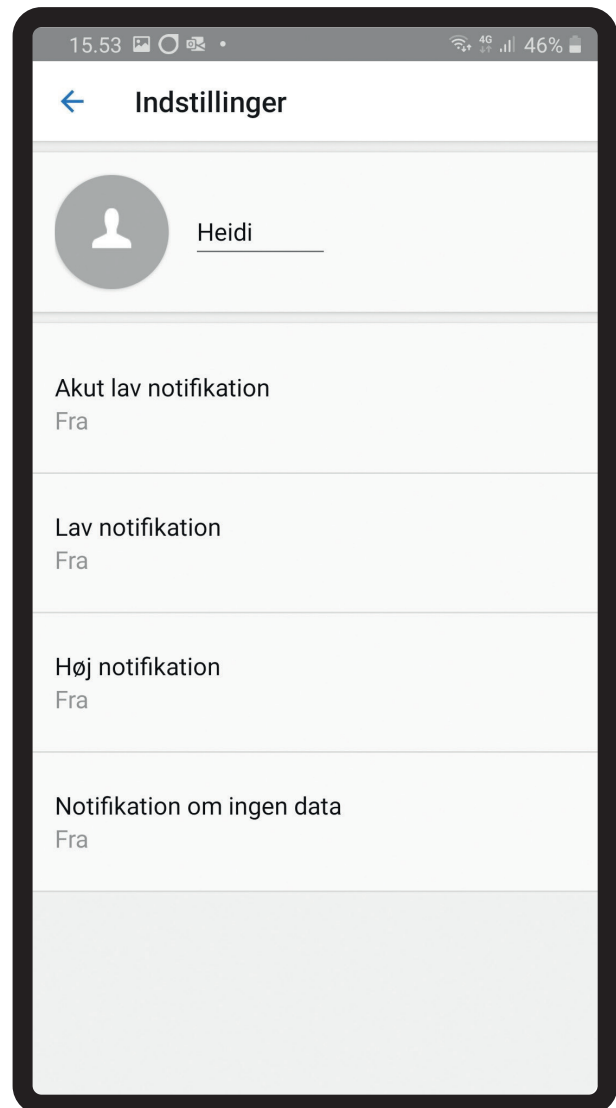 15.53
4G
46%
Indstillinger
Heidi
Akut lav notifikation
Fra
Lav notifikation
Fra
Høj notifikation
Fra
Notifikation om ingen data
Fra